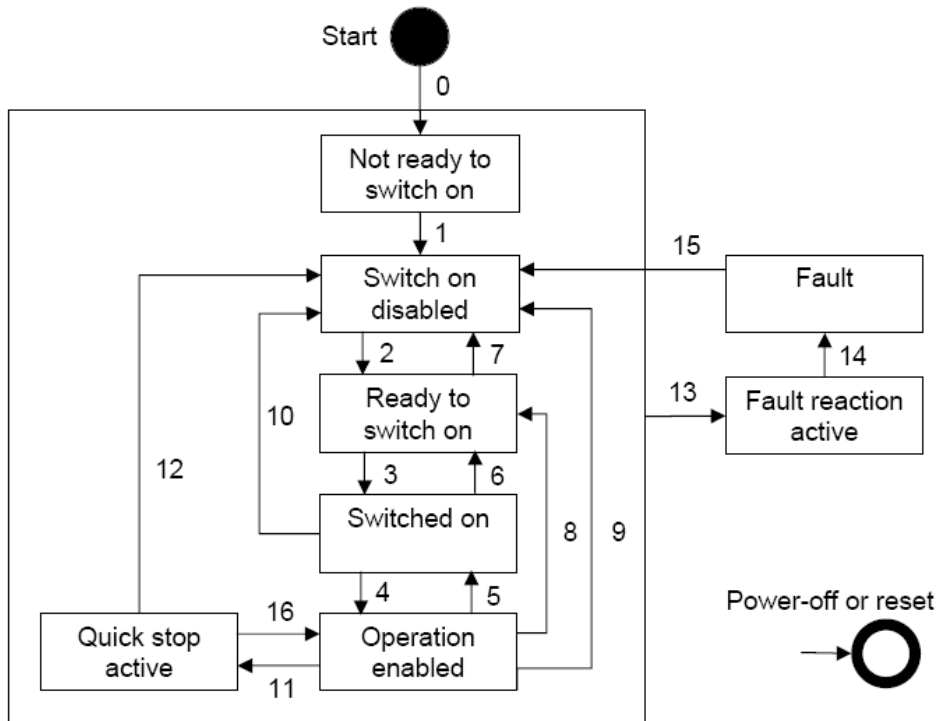 Start
0
Not ready to
switch on
1
15
Switch on
disabled
Fault
2
7
14
10
Ready to
switch on
13
Fault reaction
active
12
3
6
Switched on
8
9
4
5
Power-off or reset
16
Quick stop
active
Operation
enabled
11